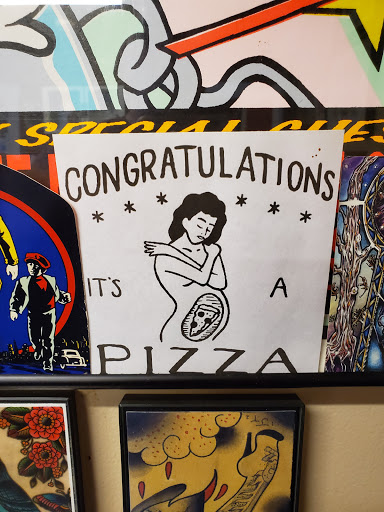 SPECIAL GUES
CONGRATULATIONS
* * * * * *
IT'S A
PIZZA